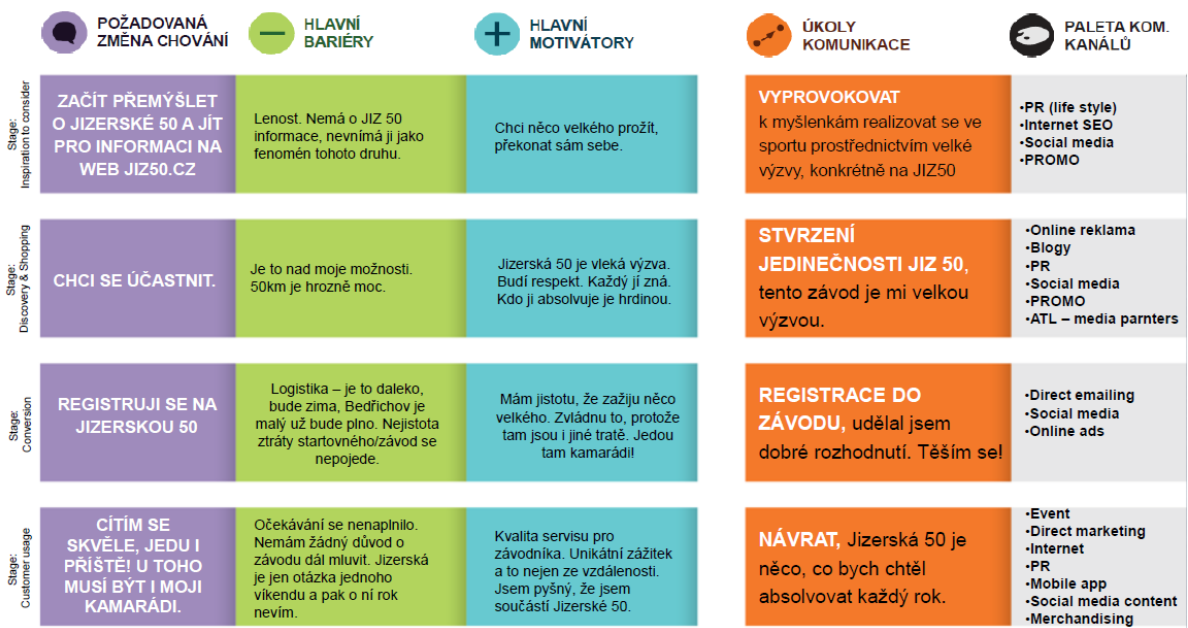 POŽADOVANÁ
ZMĚNA CHOVÁNÍ
HLAVNÍ
BARIÉRY
HLAVNÍ
MOTIVÁTORY
ÚKOLY
KOMUNIKACE
PALETA KOM.
KANÁLŮ
Stage:
Inspiration to consider
ZAČÍT PŘEMÝŠLET
O JIZERSKÉ 50 A JÍT
PRO INFORMACI NA
WEB JIZ50.CZ
Lenost. Nemá o JIZ 50
informace, nevnímá ji jako
fenomén tohoto druhu.
Chci něco velkého prožít,
překonat sám sebe.
VYPROVOKOVAT
k myšlenkám realizovat se ve
sportu prostřednictvím velké
výzvy, konkrétně na JIZ50
•PR (life style)
•Internet SEO
•Social media
•PROMO
Stage:
Discovery & Shopping
CHCI SE ÚČASTNIT.
Je to nad moje možnosti.
50km je hrozně moc.
Jizerská 50 je vleká výzva.
Budí respekt. Každý jí zná.
Kdo ji absolvuje je hrdinou.
STVRZENÍ
JEDINEČNOSTI JIZ 50,
tento závod je mi velkou
výzvou.
•Online reklama
•Blogy
•PR
•Social media
•PROMO
•ATL – media parnters
Stage:
Conversion
REGISTRUJI SE NA
JIZERSKOU 50
Logistika – je to daleko,
bude zima, Bedřichov je
malý už bude plno. Nejistota
ztráty startovného/závod se
nepojede.
Mám jistotu, že zažiju něco
velkého. Zvládnu to, protože
tam jsou i jiné tratě. Jedou
tam kamarádi!
REGISTRACE DO
ZÁVODU, udělal jsem
dobré rozhodnutí. Těším se!
•Direct emailing
•Social media
•Online ads
Stage:
Customer usage
CÍTÍM SE
SKVĚLE, JEDU I
PŘÍŠTĚ! U TOHO
MUSÍ BÝT I MOJI
KAMARÁDI.
Očekávání se nenaplnilo.
Nemám žádný důvod o
závodu dál mluvit. Jizerská
je jen otázka jednoho
víkendu a pak o ní rok
nevím.
Kvalita servisu pro
závodníka. Unikátní zážitek
a to nejen ze vzdálenosti.
Jsem pyšný, že jsem
součástí Jizerské 50.
NÁVRAT, Jizerská 50 je
něco, co bych chtěl
absolvovat každý rok.
•Event
•Direct marketing
•Internet
•PR
•Mobile app
•Social media content
•Merchandising